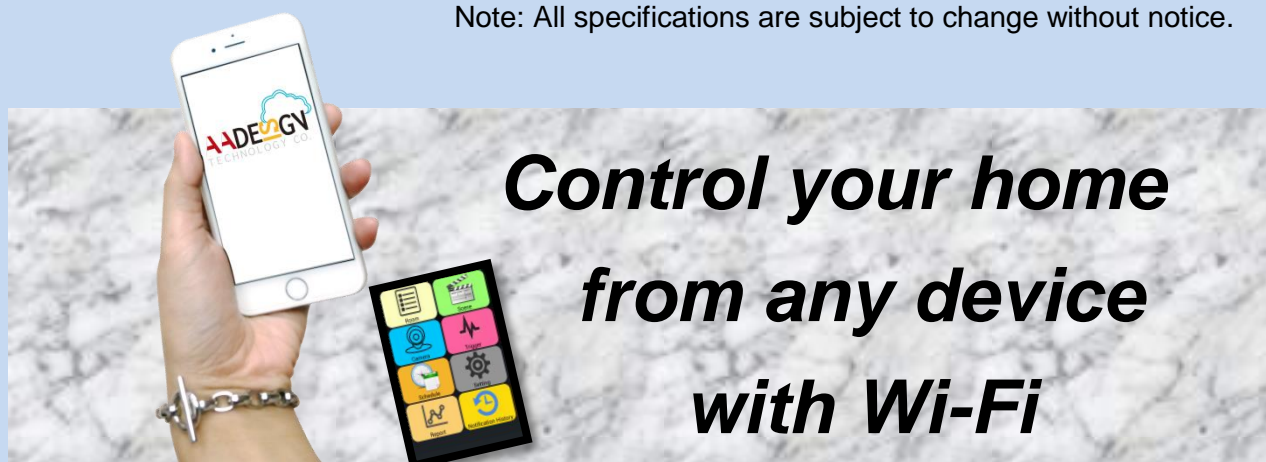 Note: All specifications are subject to change without notice.
AADESGN
TECHNOLOGY CO.
Control your home
from any device
with Wi-Fi
Room
Scene
Camera
Trigger
Schedule
Setting
Report
Notification History